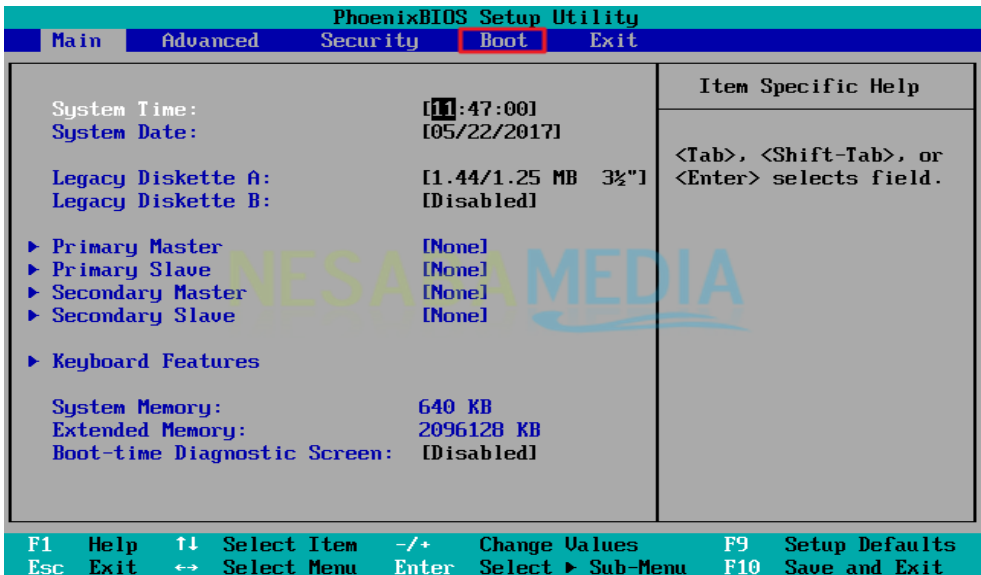 PhoenixBIOS Setup Utility
Main Advanced Security Boot Exit
Item Specific Help
System Time: [11:47:00]
System Date: [05/22/2017]
<Tab>, <Shift-Tab>, or
Legacy Diskette A: [1.44/1.25 MB 3½"] <Enter> selects field.
Legacy Diskette B: [Disabled]
▶ Primary Master [None]
▶ Primary Slave [None]
NESABAMEDIA
▶ Secondary Master [None]
▶ Secondary Slave [None]
▶ Keyboard Features
System Memory: 640 KB
Extended Memory: 2096128 KB
Boot-time Diagnostic Screen: [Disabled]
F1 Help ↑↓ Select Item -/+ Change Values F9 Setup Defaults
Esc Exit ↔ Select Menu Enter Select ▶ Sub-Menu F10 Save and Exit